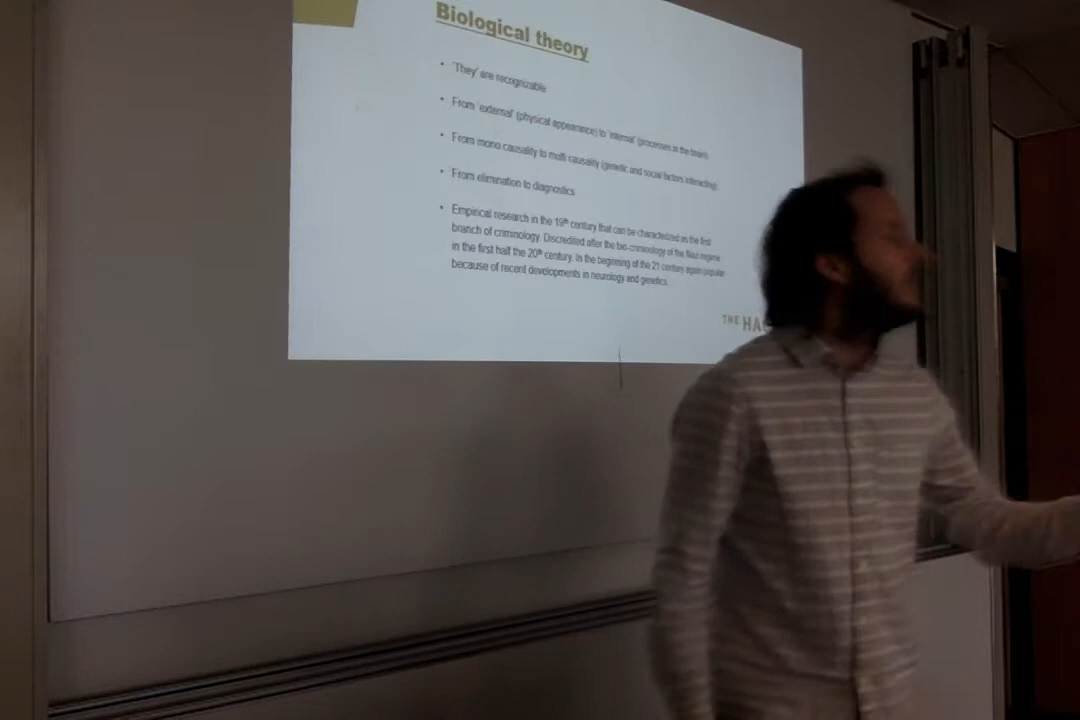 Biological theory
• 'They' are recognizable
• From 'external' (physical appearance) to 'internal' (processes in the brain)
• From mono causality to multi causality (genetic and social factors interacting)
• From elimination to diagnostics
• Empirical research in the 19th century that can be characterized as the first
branch of criminology. Discredited after the bio-criminology of the Nazi regime
in the first half the 20th century. In the beginning of the 21 century again popular
because of recent developments in neurology and genetics.
THE HA